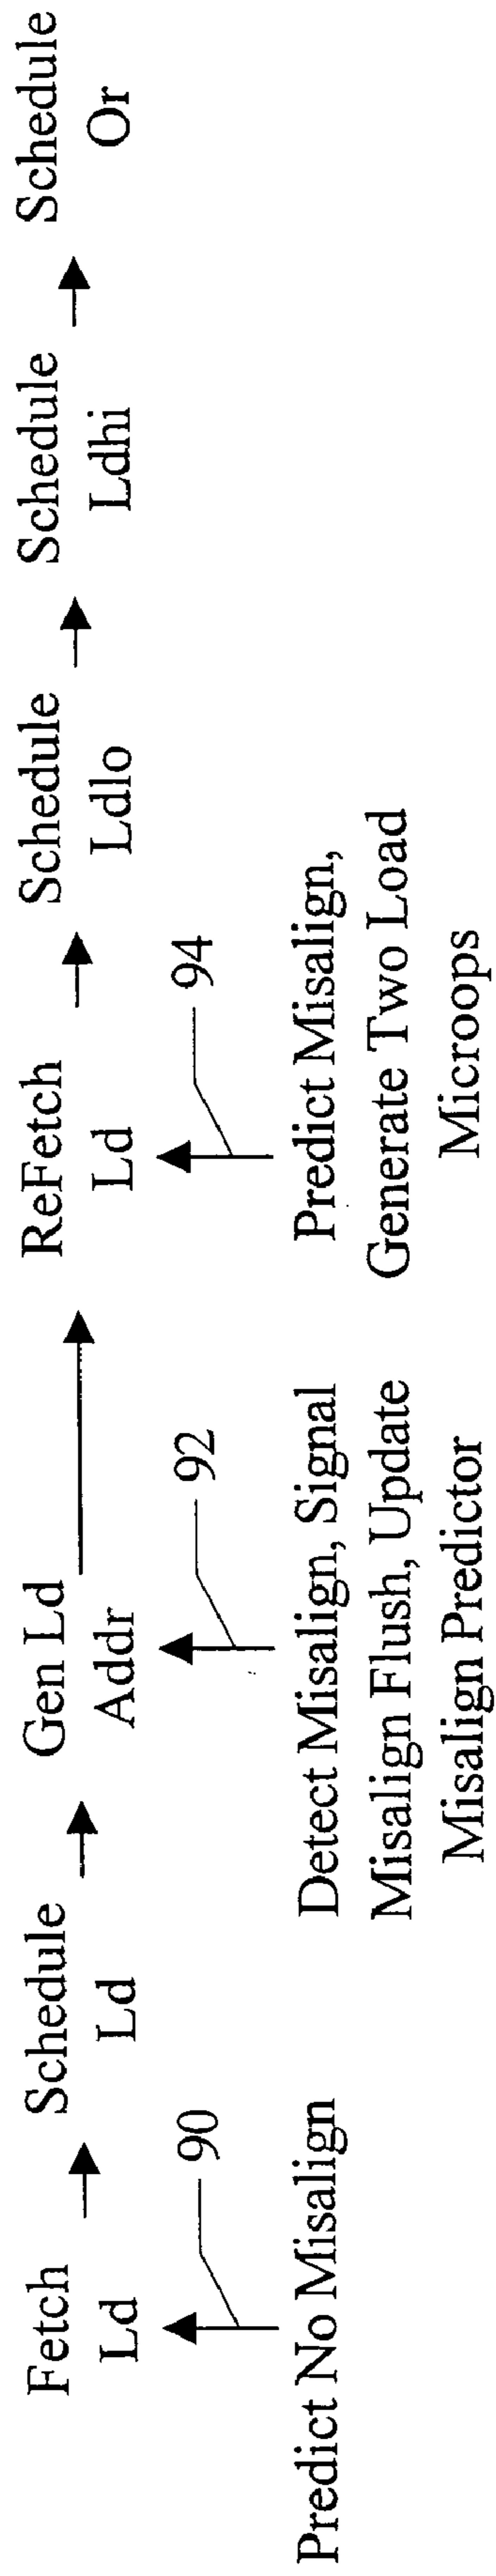 Fetch
Ld
Schedule
Ld
Gen Ld
Addr
ReFetch
Ld
Schedule
Ldlo
Schedule
Ldhi
Schedule
Or
90
Predict No Misalign
92
Detect Misalign, Signal
Misalign Flush, Update
Misalign Predictor
94
Predict Misalign,
Generate Two Load
Microops